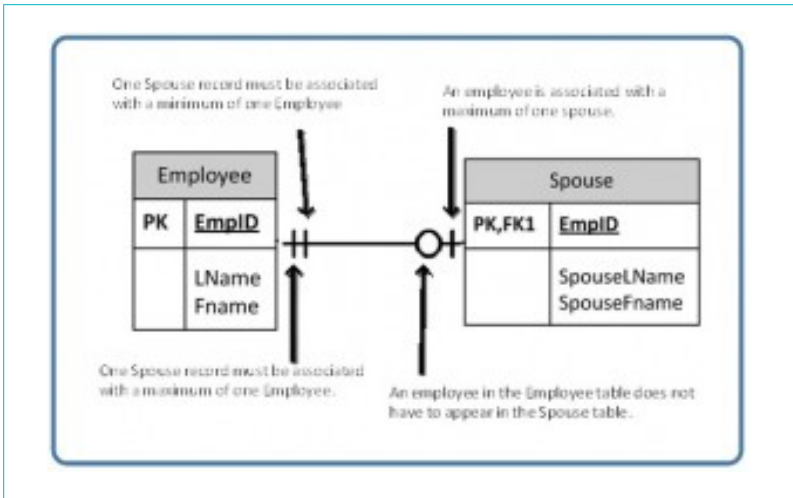 One Spouse record must be associated
with a minimum of one Employee
An employee is associated with a
maximum of one spouse.
Employee
PK EmpID
LName
Fname
Spouse
PK,FK1 EmpID
SpouseLName
SpouseFname
One Spouse record must be associated
with a maximum of one Employee.
An employee in the Employee table does not
have to appear in the Spouse table.